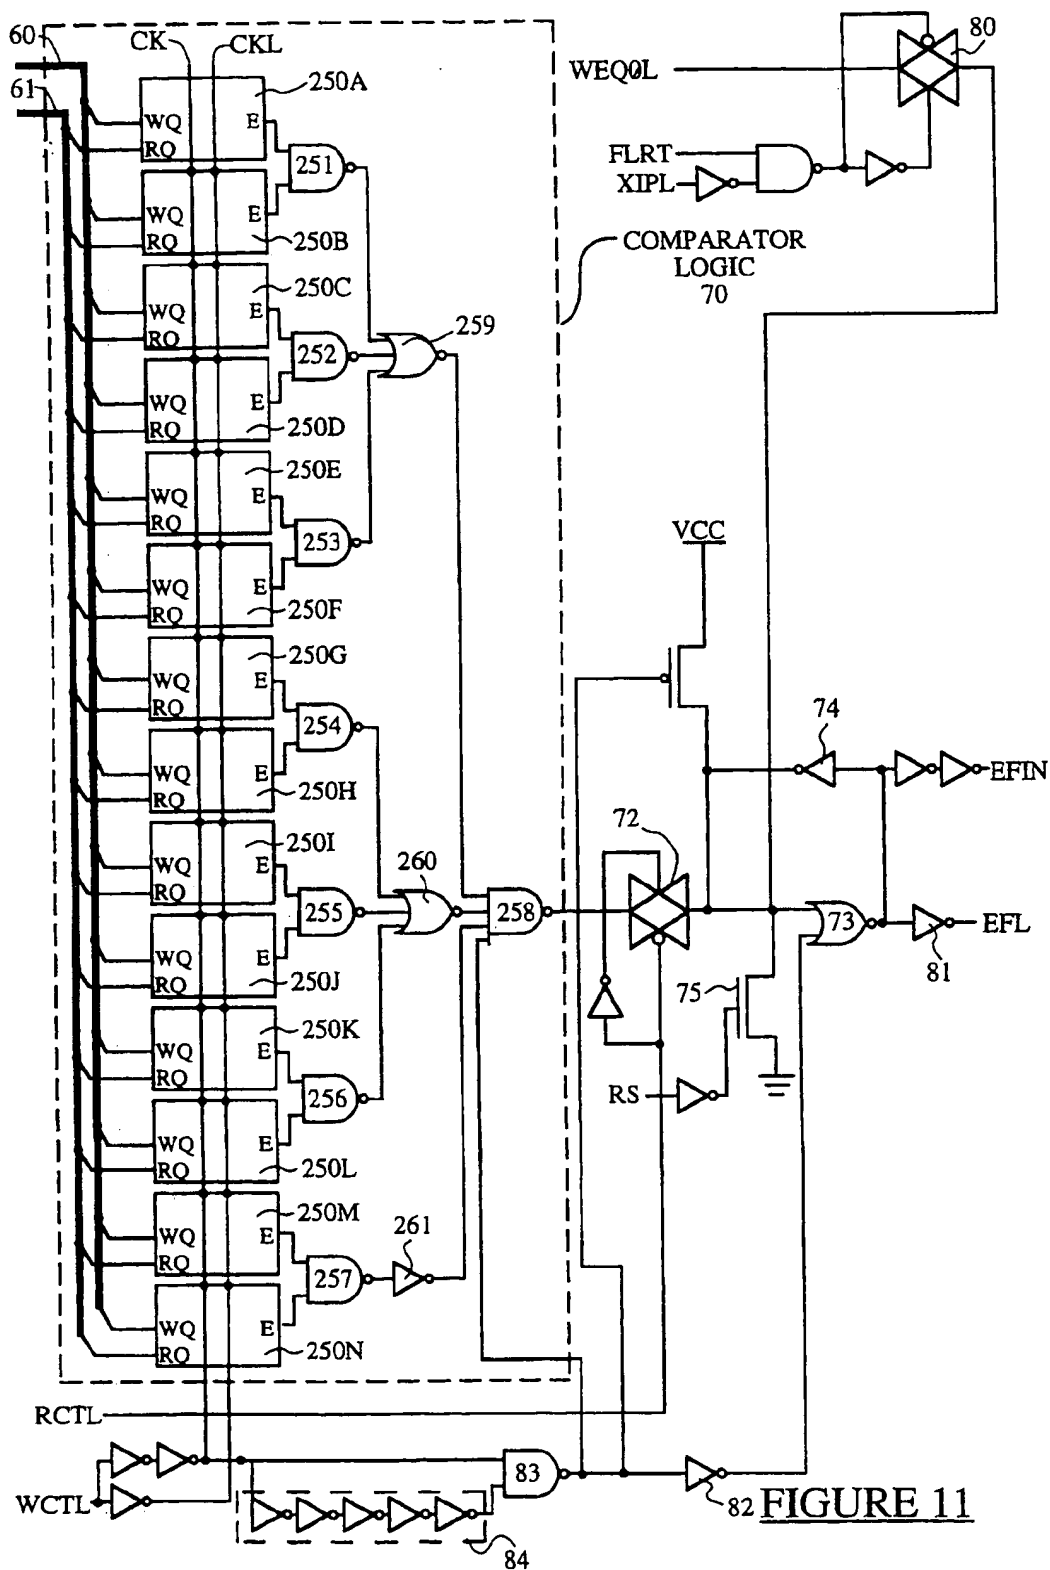 60
CK
CKL
80
250A
WEQ0L
61
WQ
E
RQ
251
FLRT
XIPL
WQ
E
RQ
250B
COMPARATOR
LOGIC
70
250C
WQ
E
RQ
259
252
WQ
E
RQ
250D
250E
WQ
E
RQ
253
VCC
WQ
E
RQ
250F
250G
WQ
E
RQ
254
74
WQ
E
RQ
250H
EFIN
250I
72
WQ
E
RQ
260
255
258
73
EFL
WQ
E
RQ
250J
75
81
250K
WQ
E
RQ
256
RS
WQ
E
RQ
250L
250M
WQ
E
RQ
261
257
WQ
E
RQ
250N
RCTL
83
WCTL
82
FIGURE 11
84